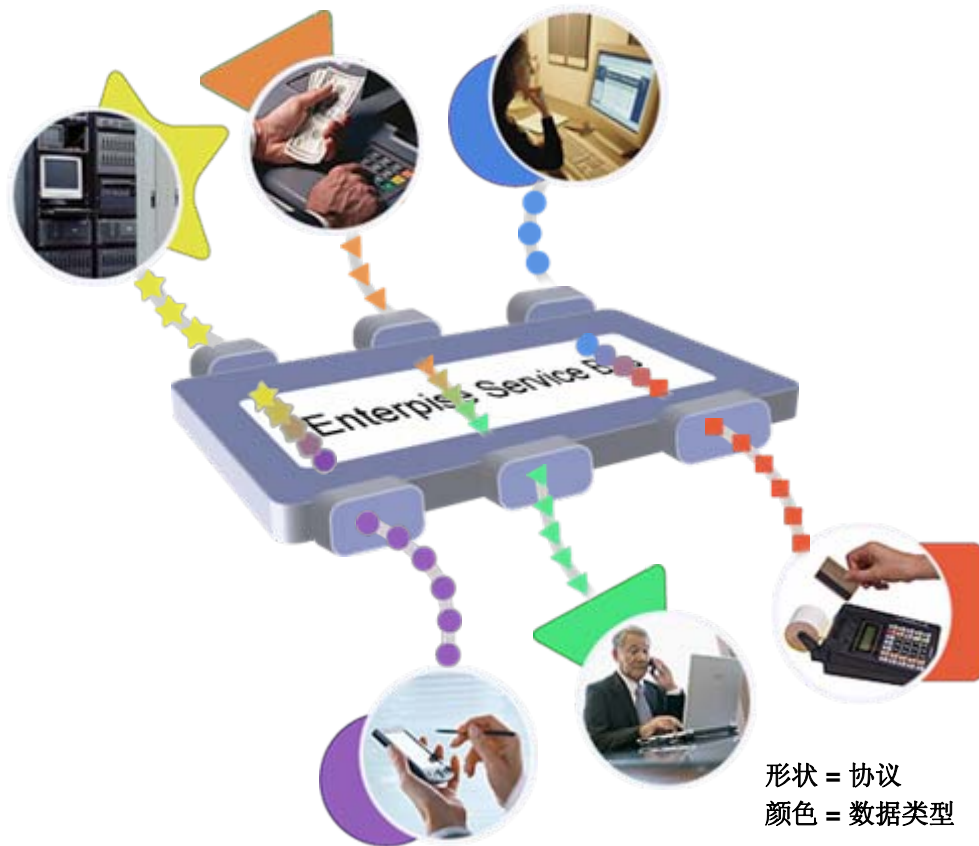 Enterpise Service B
形状 = 协议
颜色 = 数据类型